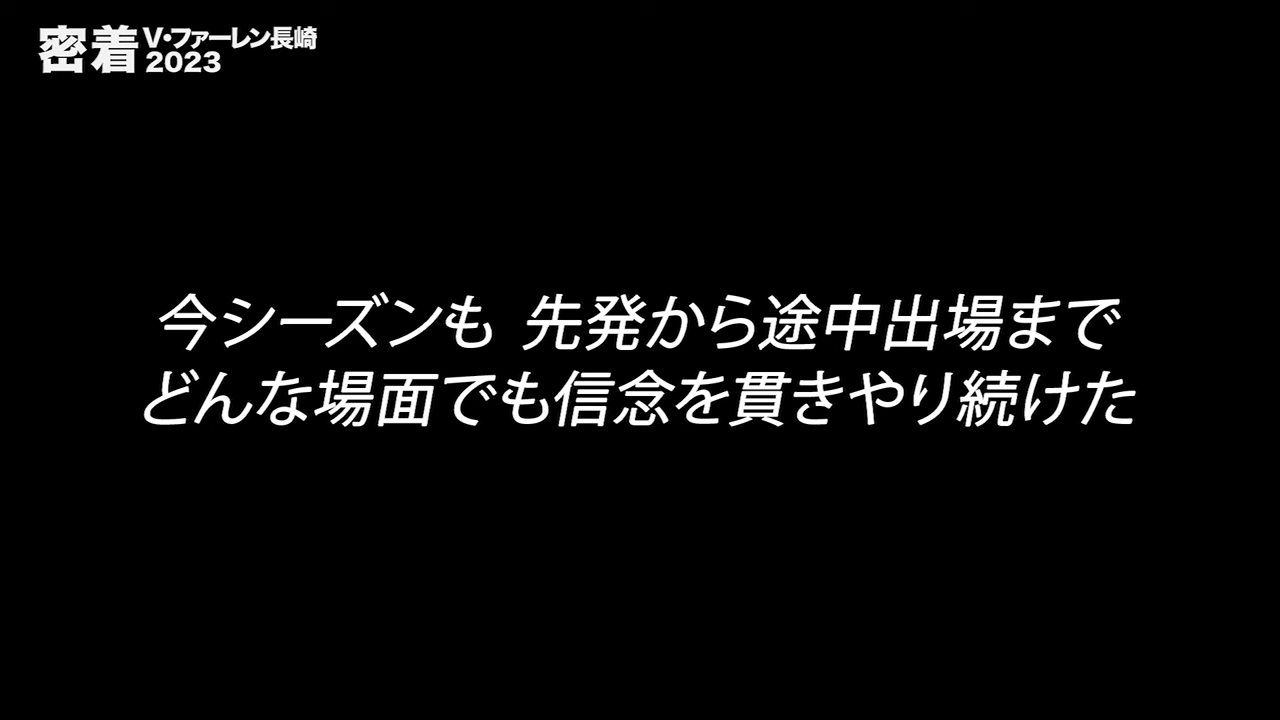 密着
V・ファーレン長崎
2023
今シーズンも 先発から途中出場まで
どんな場面でも信念を貫きやり続けた